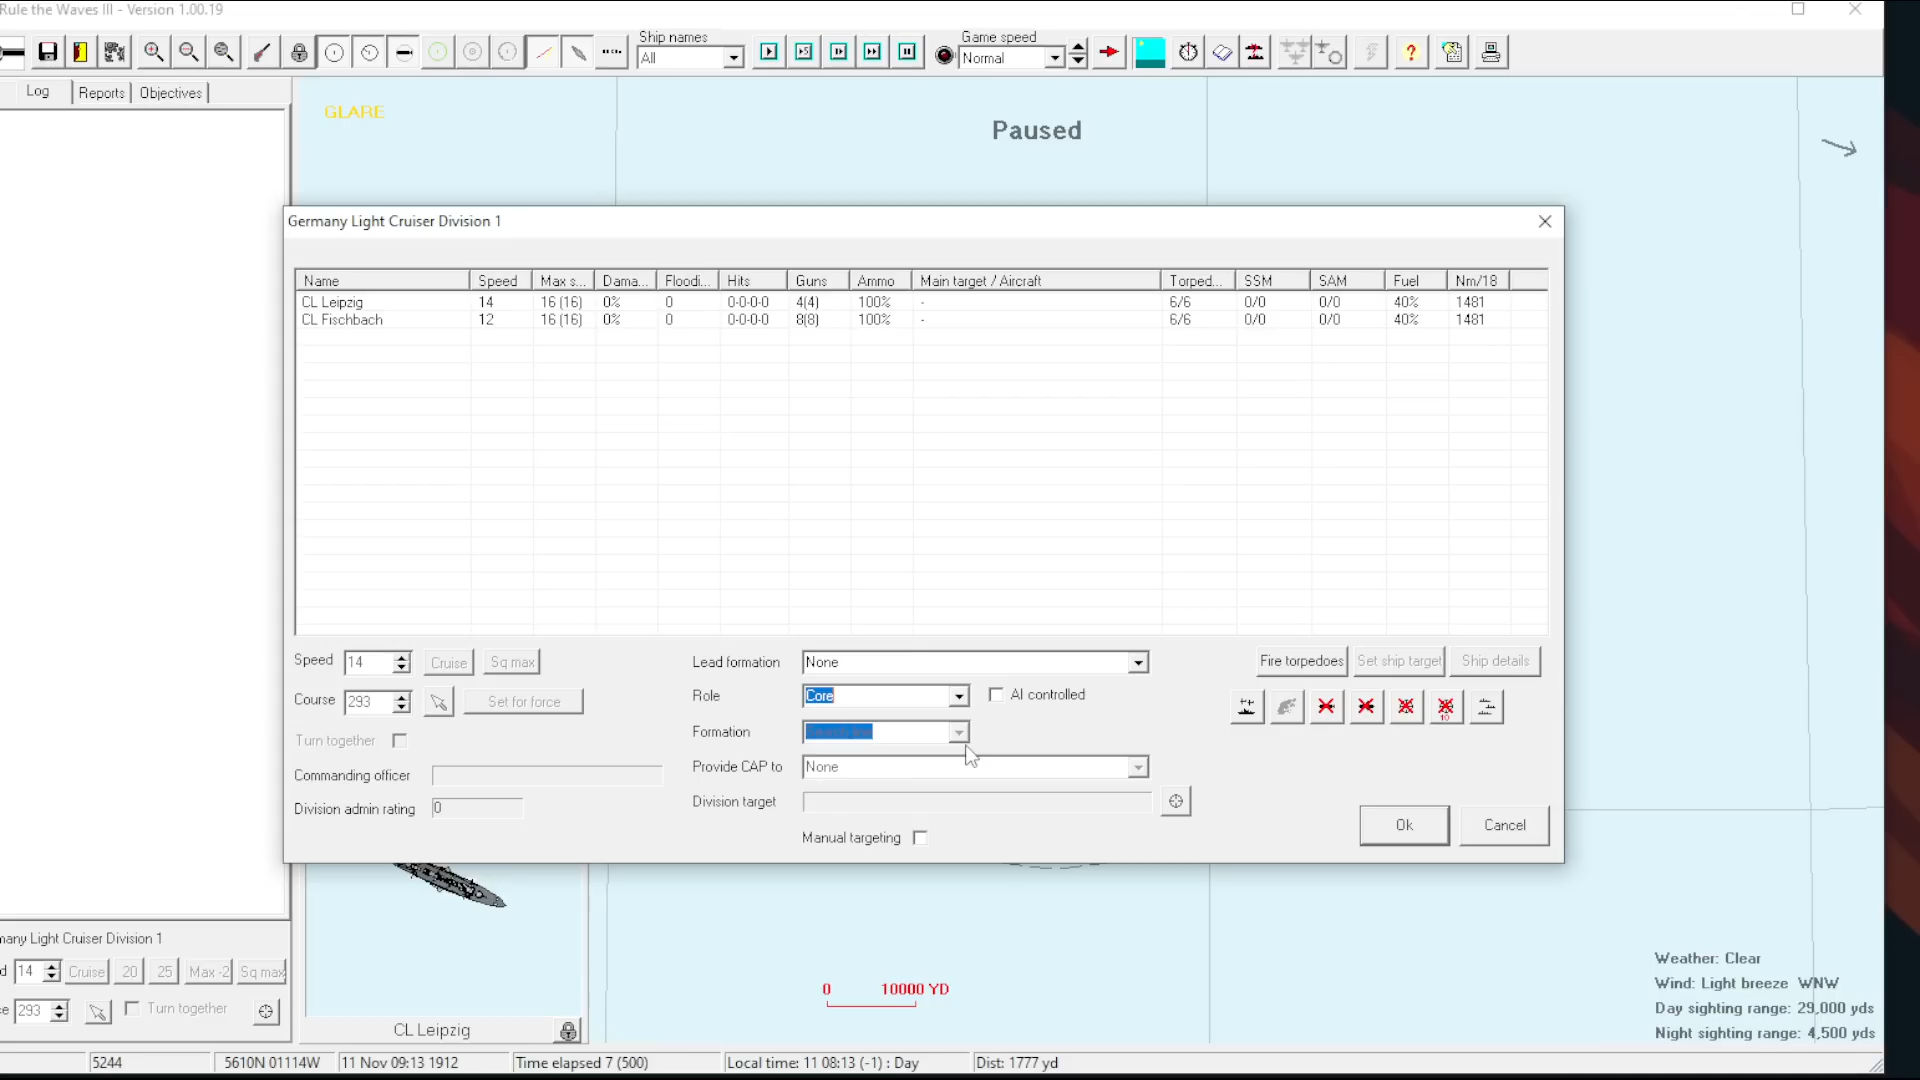 Rule the Waves III - Version 1.00.19
Ship names
All
Game speed
Normal
Log
Reports
Objectives
GLARE
Paused
Germany Light Cruiser Division 1
Name Speed Max s... Dama... Floodi... Hits Guns Ammo Main target / Aircraft Torped... SSM SAM Fuel Nm/18
CL Leipzig 14 16 (16) 0% 0 0-0-0-0 4(4) 100% - 6/6 0/0 0/0 40% 1481
CL Fischbach 12 16 (16) 0% 0 0-0-0-0 8(8) 100% - 6/6 0/0 0/0 40% 1481
Speed 14 Cruise Sq max
Course 293 Set for force
Turn together
Commanding officer
Division admin rating 0
Lead formation None
Role Core AI controlled
Formation
Provide CAP to None
Division target
Manual targeting
Fire torpedoes Set ship target Ship details
10
Ok Cancel
many Light Cruiser Division 1
d 14 Cruise 20 25 Max -2 Sq max
e 293 Turn together
CL Leipzig
0 10000 YD
Weather: Clear
Wind: Light breeze WNW
Day sighting range: 29,000 yds
Night sighting range: 4,500 yds
5244 5610N 01114W 11 Nov 09:13 1912 Time elapsed 7 (500) Local time: 11 08:13 (-1) : Day Dist: 1777 yd